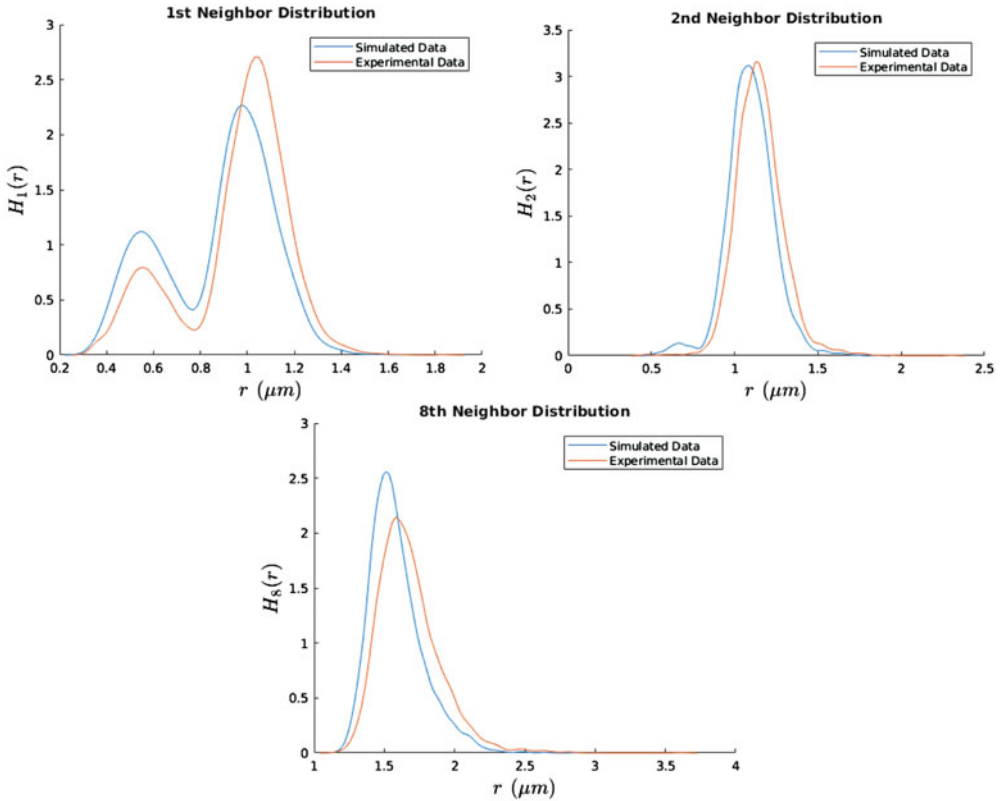 1st Neighbor Distribution
3
2.5
2
1.5
1
0.5
0
H₁(r)
Simulated Data
Experimental Data
0.2 0.4 0.6 0.8 1 1.2 1.4 1.6 1.8 2
r (μm)
2nd Neighbor Distribution
3.5
3
2.5
2
1.5
1
0.5
0
H₂(r)
Simulated Data
Experimental Data
0 0.5 1 1.5 2 2.5
r (μm)
8th Neighbor Distribution
3
2.5
2
1.5
1
0.5
0
H₈(r)
Simulated Data
Experimental Data
1 1.5 2 2.5 3 3.5 4
r (μm)